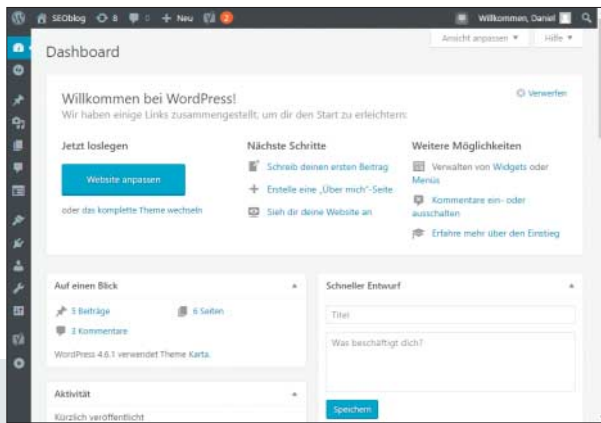 SEOblog 8 0 + Neu 2 Willkommen, Daniel
Ansicht anpassen ▼ Hilfe ▼
Dashboard
Willkommen bei WordPress!
Verwerfen
Wir haben einige Links zusammengestellt, um dir den Start zu erleichtern:
Jetzt loslegen
Website anpassen
oder das komplette Theme wechseln
Nächste Schritte
Schreib deinen ersten Beitrag
Erstelle eine „Über mich“-Seite
Sieh dir deine Website an
Weitere Möglichkeiten
Verwalten von Widgets oder
Menüs
Kommentare ein- oder
ausschalten
Erfahre mehr über den Einstieg
Auf einen Blick
5 Beiträge 6 Seiten
3 Kommentare
WordPress 4.6.1 verwendet Theme Karta.
Aktivität
Kürzlich veröffentlicht
Schneller Entwurf
Titel
Was beschäftigt dich?
Speichern